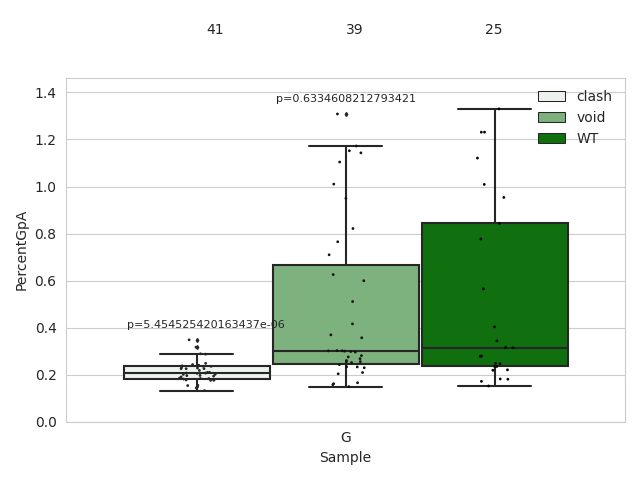 41 39 25
p=0.6334608212793421
p=5.454525420163437e-06
clash
void
WT
PercentGpA
1.4
1.2
1.0
0.8
0.6
0.4
0.2
0.0
G
Sample